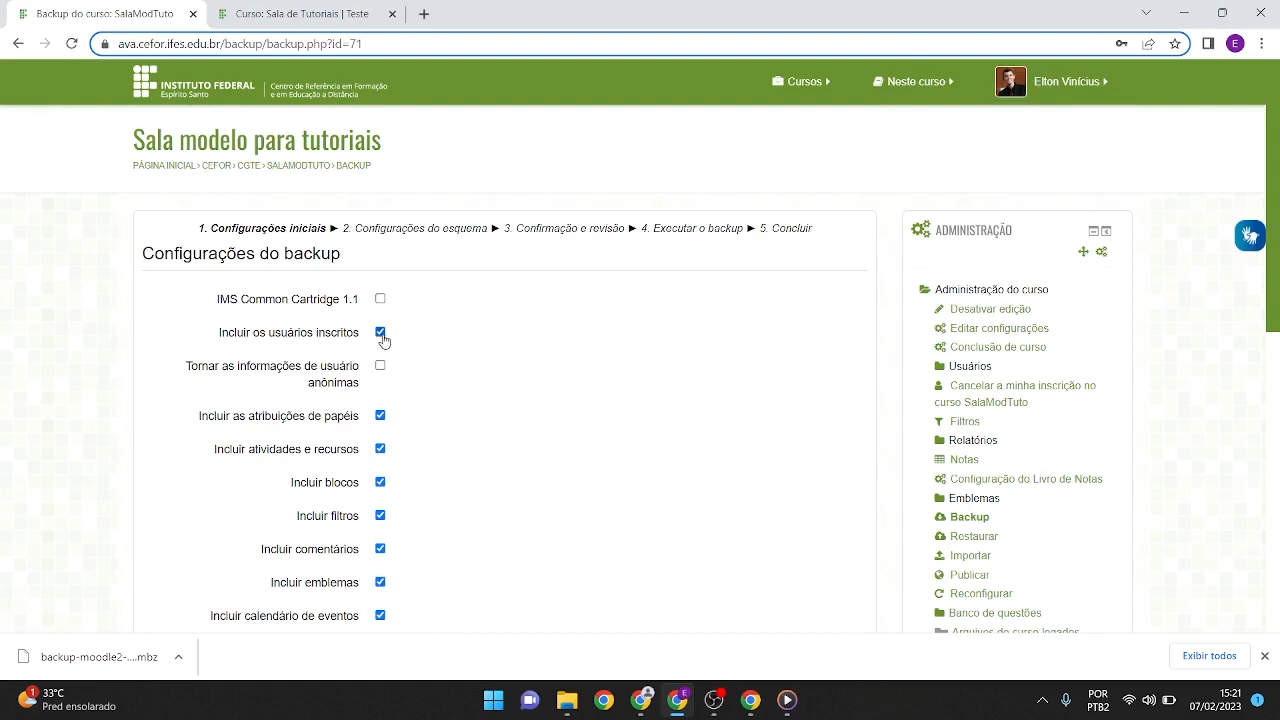 Backup do curso: SalaModTuto
Curso: SalaModTuto | Teste
ava.cefor.ifes.edu.br/backup/backup.php?id=71
E
INSTITUTO FEDERAL
Espírito Santo
Centro de Referência em Formação
e em Educação a Distância
Cursos
Neste curso
Elton Vinícius
Sala modelo para tutoriais
PÁGINA INICIAL › CEFOR › CGTE › SALAMODTUTO › BACKUP
1. Configurações iniciais ► 2. Configurações do esquema ► 3. Confirmação e revisão ► 4. Executar o backup ► 5. Concluir
Configurações do backup
IMS Common Cartridge 1.1
Incluir os usuários inscritos
Tornar as informações de usuário
anônimas
Incluir as atribuições de papéis
Incluir atividades e recursos
Incluir blocos
Incluir filtros
Incluir comentários
Incluir emblemas
Incluir calendário de eventos
ADMINISTRAÇÃO
Administração do curso
Desativar edição
Editar configurações
Conclusão de curso
Usuários
Cancelar a minha inscrição no
curso SalaModTuto
Filtros
Relatórios
Notas
Configuração do Livro de Notas
Emblemas
Backup
Restaurar
Importar
Publicar
Reconfigurar
Banco de questões
Arquivos de curso legados
backup-moodle2-....mbz
Exibir todos
1
33°C
Pred ensolarado
E
POR
PTB2
15:21
07/02/2023
1